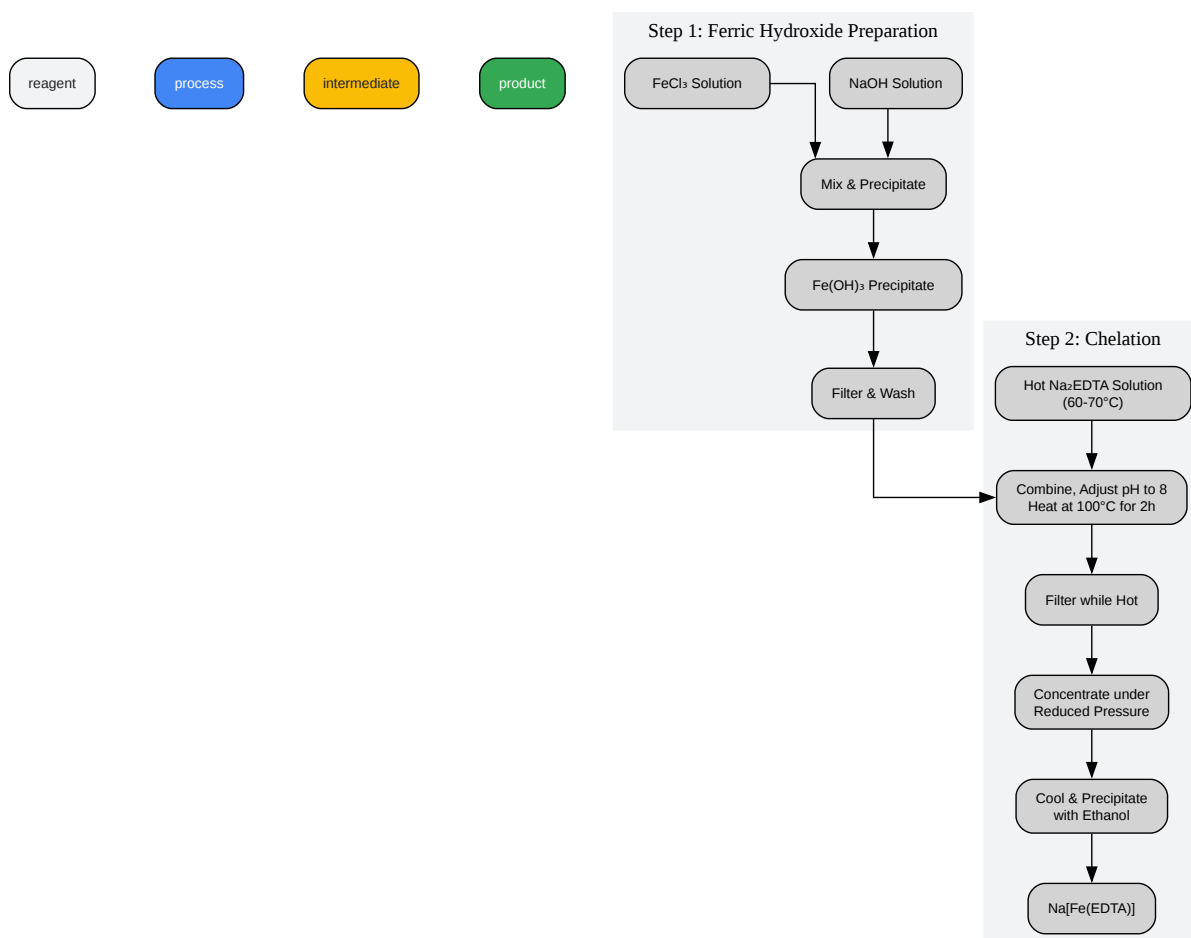 Step 1: Ferric Hydroxide Preparation
reagent
process
intermediate
product
FeCl₃ Solution
NaOH Solution
Mix & Precipitate
Fe(OH)₃ Precipitate
Filter & Wash
Step 2: Chelation
Hot Na₂EDTA Solution
(60-70°C)
Combine, Adjust pH to 8
Heat at 100°C for 2h
Filter while Hot
Concentrate under
Reduced Pressure
Cool & Precipitate
with Ethanol
Na[Fe(EDTA)]